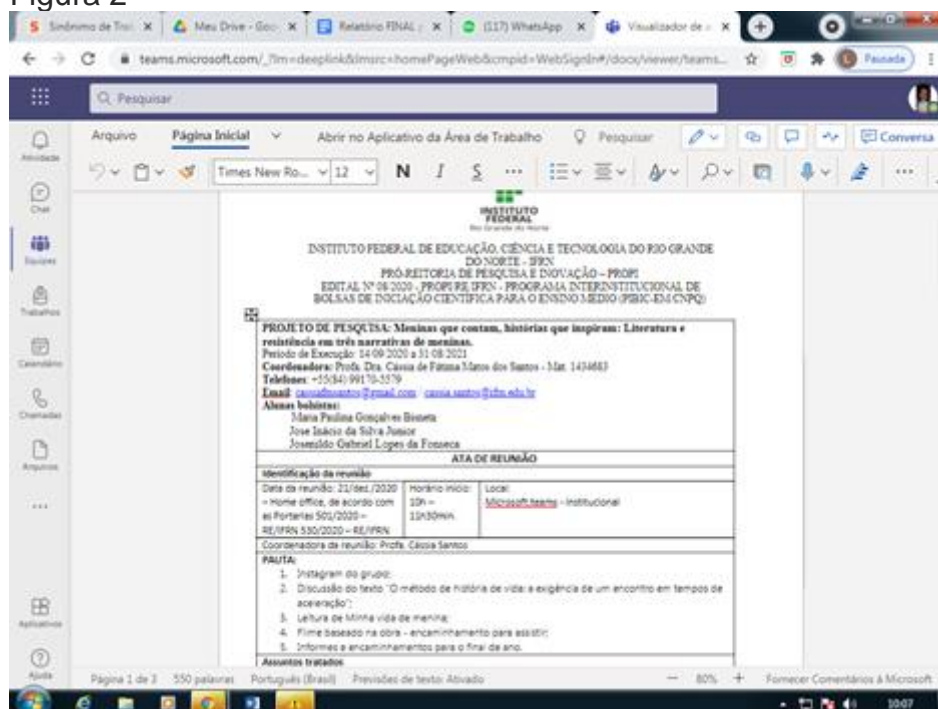 Figura 2
Sinônimo de Trai
Meu Drive - Goo
Relatório FINAL
(117) WhatsApp
Visualizador de
teams.microsoft.com/_?lm=deeplink&lmsrc=homePageWeb&cmpid=WebSignIn#/docx/viewer/teams...
Pausada
Pesquisar
Arquivo Página Inicial Abrir no Aplicativo da Área de Trabalho Pesquisar Conversa
Times New Ro... 12 N I S
Atividade
Chat
Equipes
Trabalhos
Calendário
Chamadas
Arquivos
Aplicativos
Ajuda
INSTITUTO
FEDERAL
Rio Grande do Norte
INSTITUTO FEDERAL DE EDUCAÇÃO, CIÊNCIA E TECNOLOGIA DO RIO GRANDE
DO NORTE - IFRN
PRÓ-REITORIA DE PESQUISA E INOVAÇÃO – PROPI
EDITAL Nº 08/2020 - PROPI/RE/IFRN - PROGRAMA INTERINSTITUCIONAL DE
BOLSAS DE INICIAÇÃO CIENTÍFICA PARA O ENSINO MÉDIO (PIBIC-EM/CNPQ)
PROJETO DE PESQUISA: Meninas que contam, histórias que inspiram: Literatura e
resistência em três narrativas de meninas.
Período de Execução: 14/09/2020 a 31/08/2021
Coordenadora: Profa. Dra. Cássia de Fátima Matos dos Santos - Mat. 1434683
Telefones: +55(84) 99170-5579
Email: cassiafmsantos@gmail.com / cassia.santos@ifrn.edu.br
Alunas bolsistas:
Maria Paulina Gonçalves
Jose Inácio da Silva Junior
Josenildo Gabriel Lopes da Fonseca
ATA DE REUNIÃO
Identificação da reunião
Data da reunião: 21/dez./2020
– Home office, de acordo com
as Portarias 501/2020 –
RE/IFRN 530/2020 – RE/IFRN
Horário início:
10h –
11h30min.
Local:
Microsoft teams - Institucional
Coordenadora da reunião: Profa. Cássia Santos
PAUTA:
1. Instagram do grupo;
2. Discussão do texto "O método de história de vida: a exigência de um encontro em tempos de
aceleração";
3. Leitura de Minha vida de menina;
4. Filme baseado na obra - encaminhamento para assistir;
5. Informes e encaminhamentos para o final de ano.
Assuntos tratados
Página 1 de 3 550 palavras Português (Brasil) Previsões de texto: Ativado 80% Fornecer Comentários à Microsoft
10:07